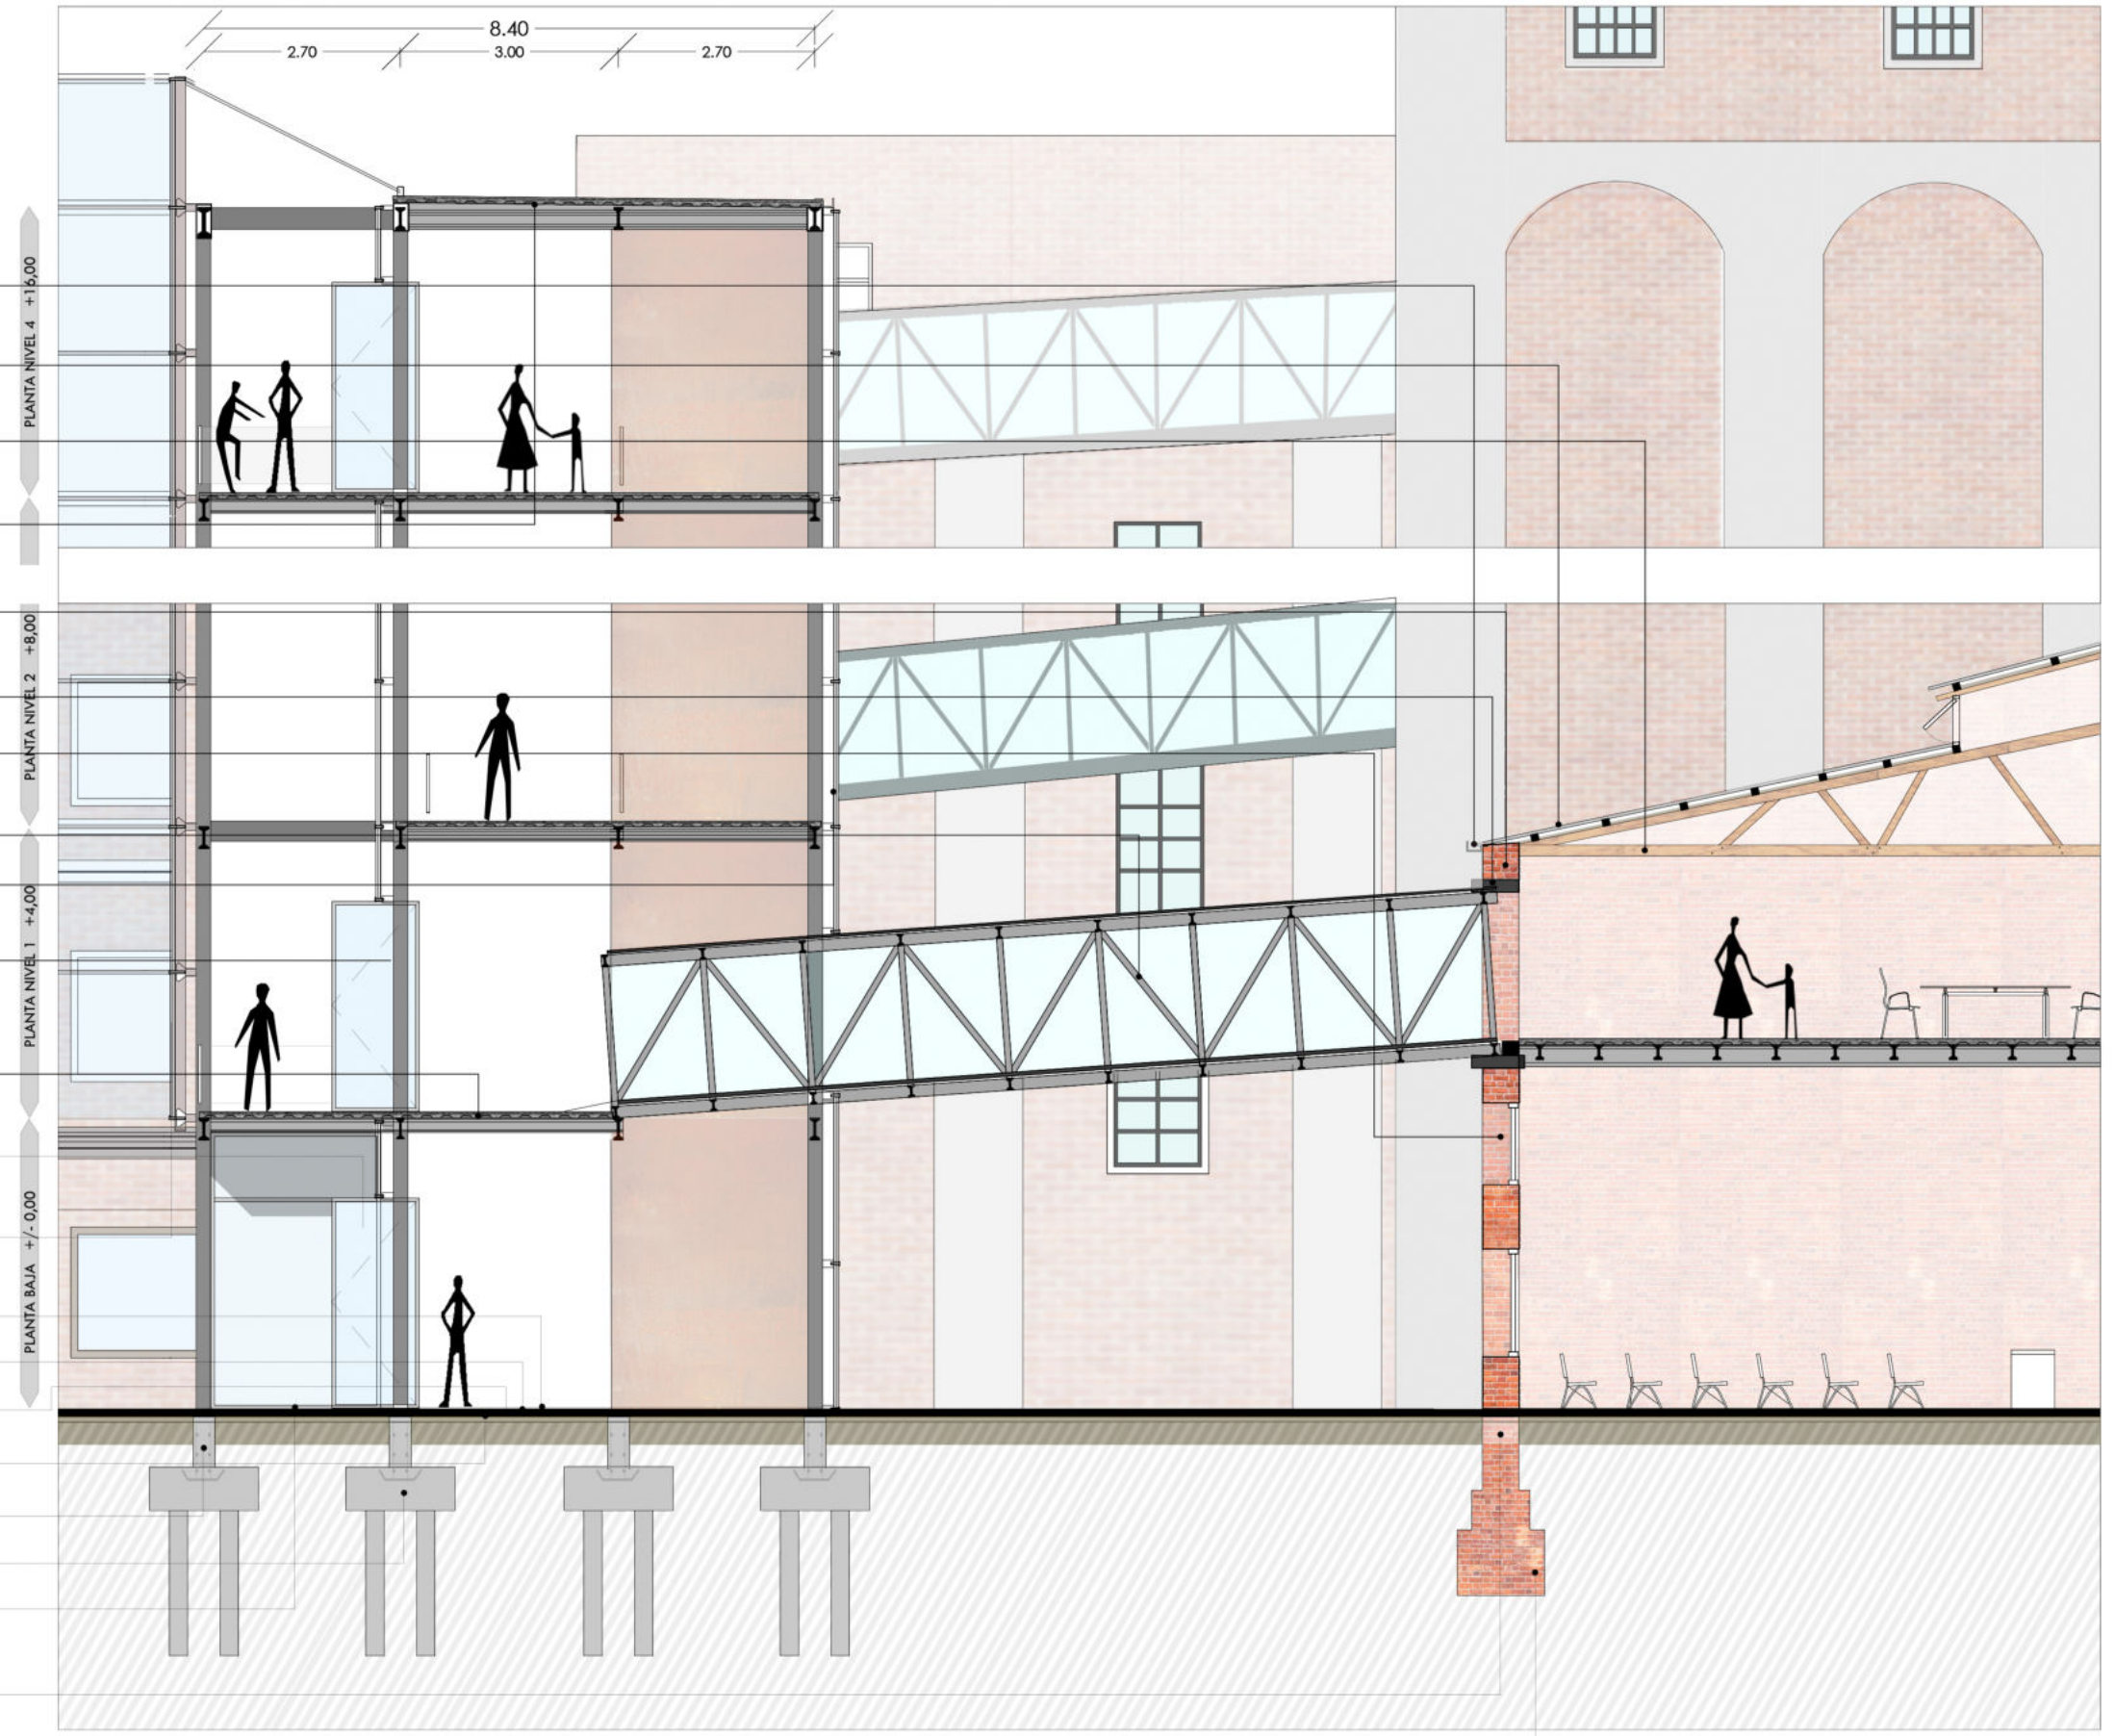 8.40
2.70 3.00 2.70
PLANTA NIVEL 4 +16,00
PLANTA NIVEL 2 +8,00
PLANTA NIVEL 1 +4,00
PLANTA BAJA +/- 0,00